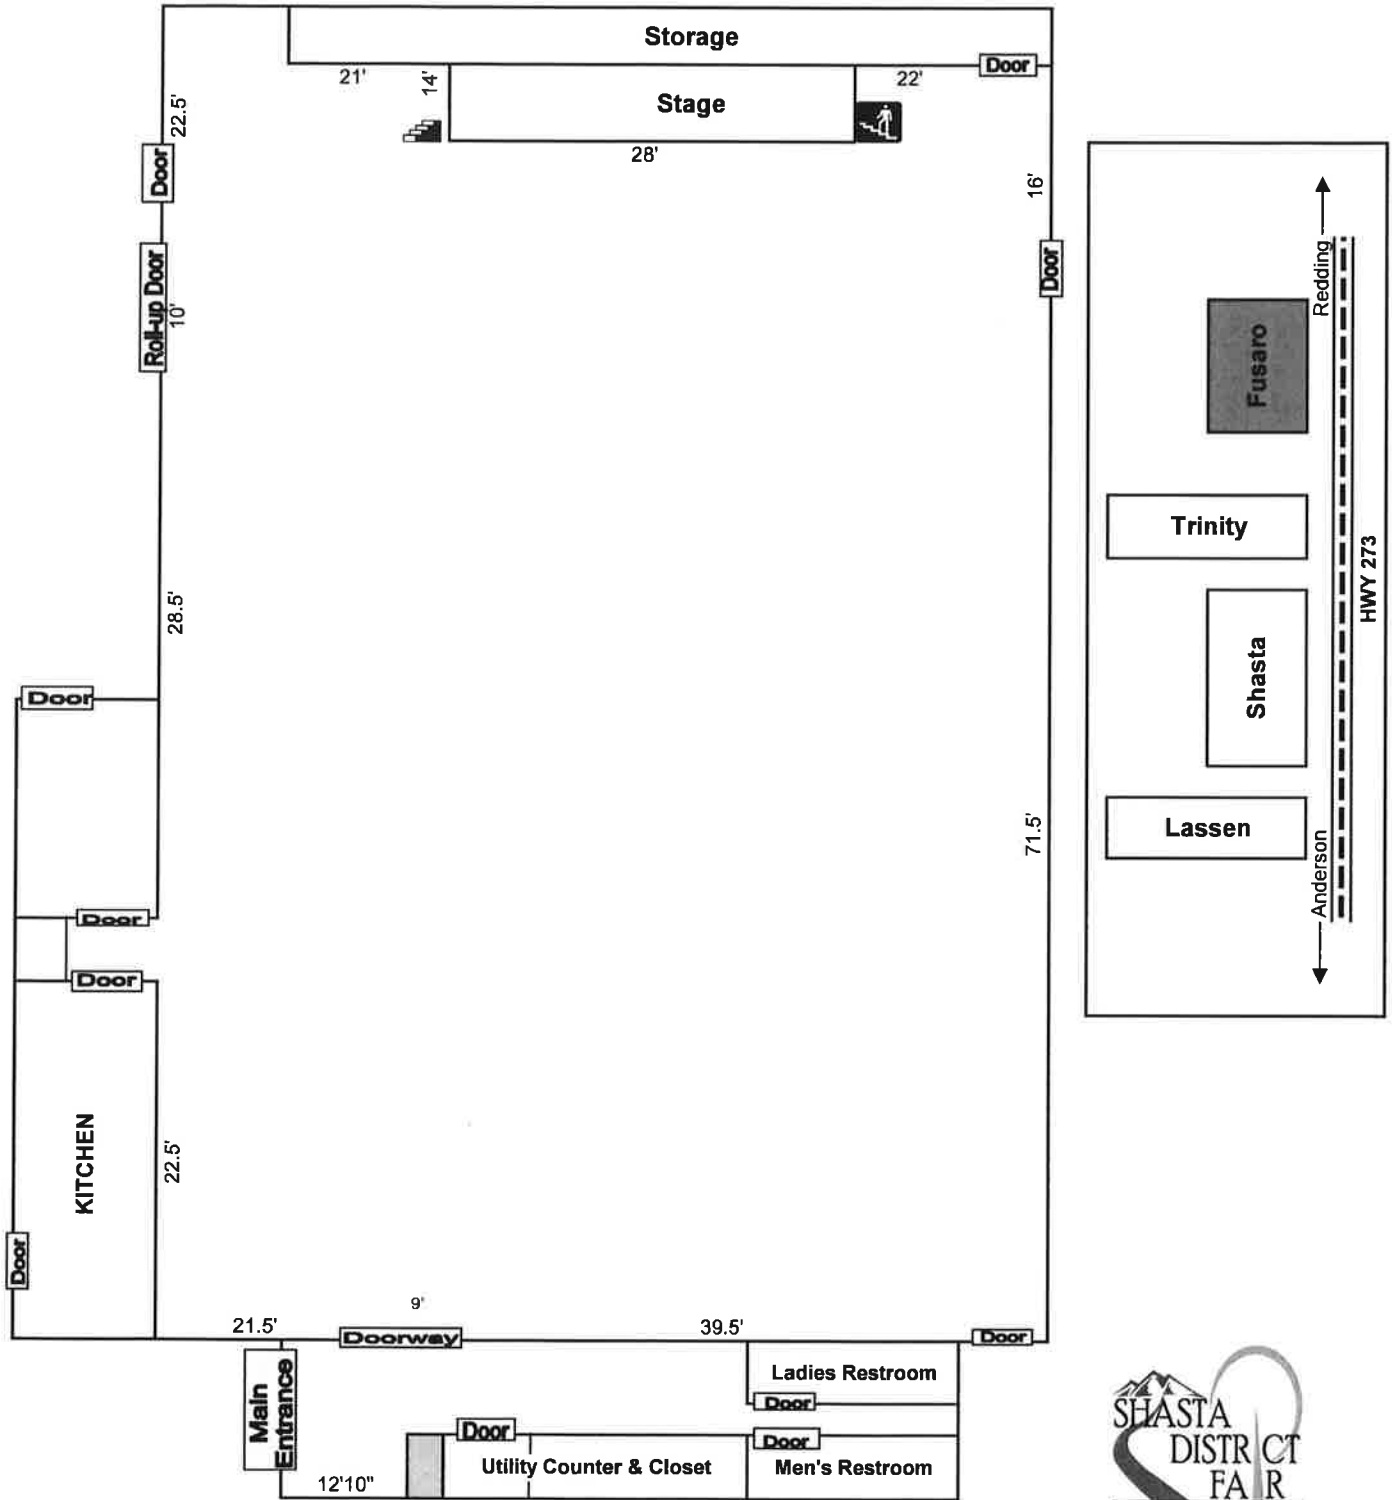 Storage
Door
21'
14'
Stage
22'
28'
22.5'
Door
16'
Roll-up Door
10'
Door
28.5'
Door
Door
Door
71.5'
KITCHEN
22.5'
Door
21.5'
9'
Doorway
39.5'
Door
Main
Entrance
Ladies Restroom
Door
Door
Door
12'10"
Utility Counter & Closet
Men's Restroom
Redding
Fusaro
Trinity
HWY 273
Shasta
Lassen
Anderson
SHASTA
DISTRICT
FAIR